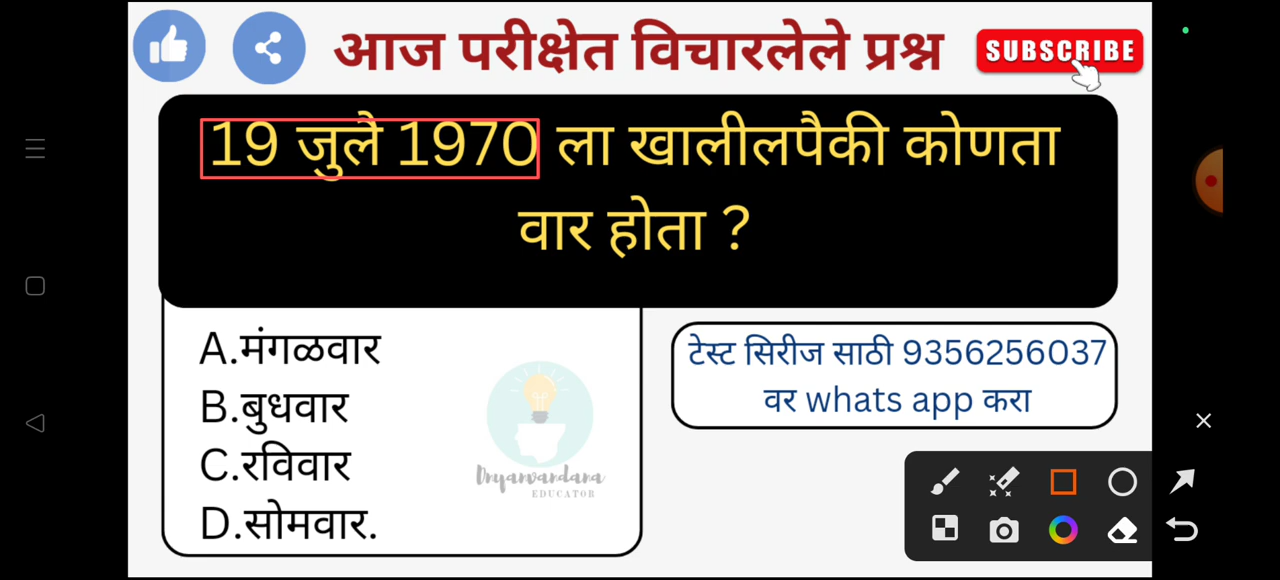 आज परीक्षेत विचारलेले प्रश्न
SUBSCRIBE
19 जुलै 1970 ला खालीलपैकी कोणता
वार होता ?
A.मंगळवार
B.बुधवार
C.रविवार
D.सोमवार.
Dnyanvandana
EDUCATOR
टेस्ट सिरीज साठी 9356256037
वर whats app करा